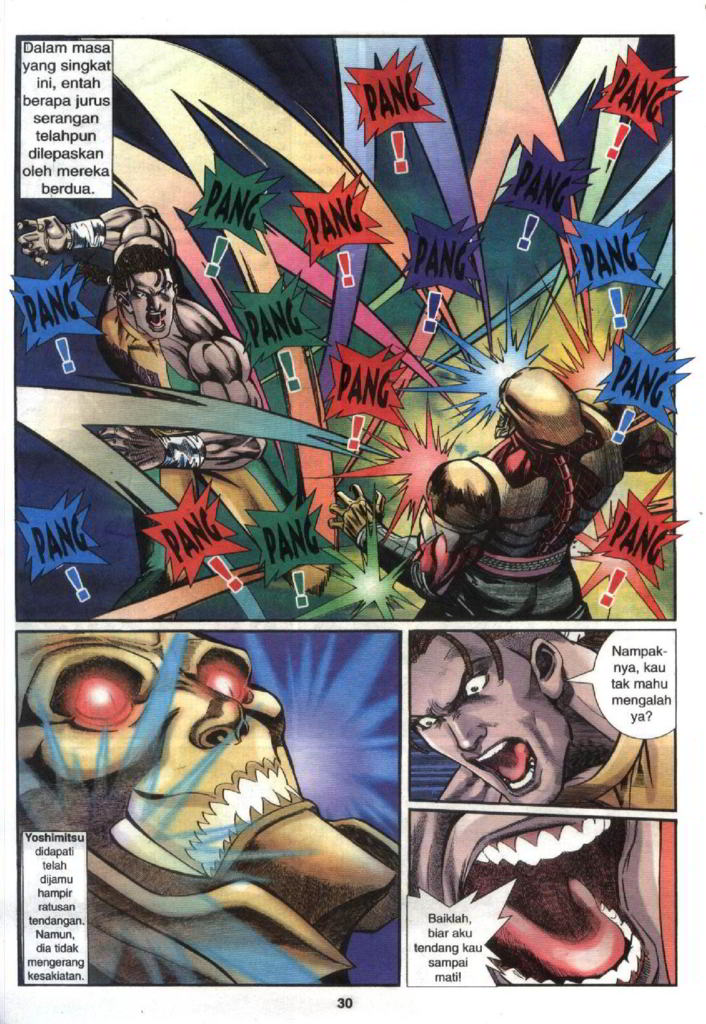 Dalam masa
yang singkat
ini, entah
berapa jurus
serangan
telahpun
dilepaskan
oleh mereka
berdua.
PANG
!
PANG
!
PANG
!
PANG
!
PANG
!
PANG
!
PANG
!
PANG
!
PANG
!
PANG
!
PANG
!
PANG
!
PANG
!
PANG
!
PANG
!
Nampak-
nya, kau
tak mahu
mengalah
ya?
Yoshimitsu
didapati
telah
dijamu
hampir
ratusan
tendangan.
Namun,
dia tidak
mengerang
kesakiatan.
Baiklah,
biar aku
tendang kau
sampai
mati!
30